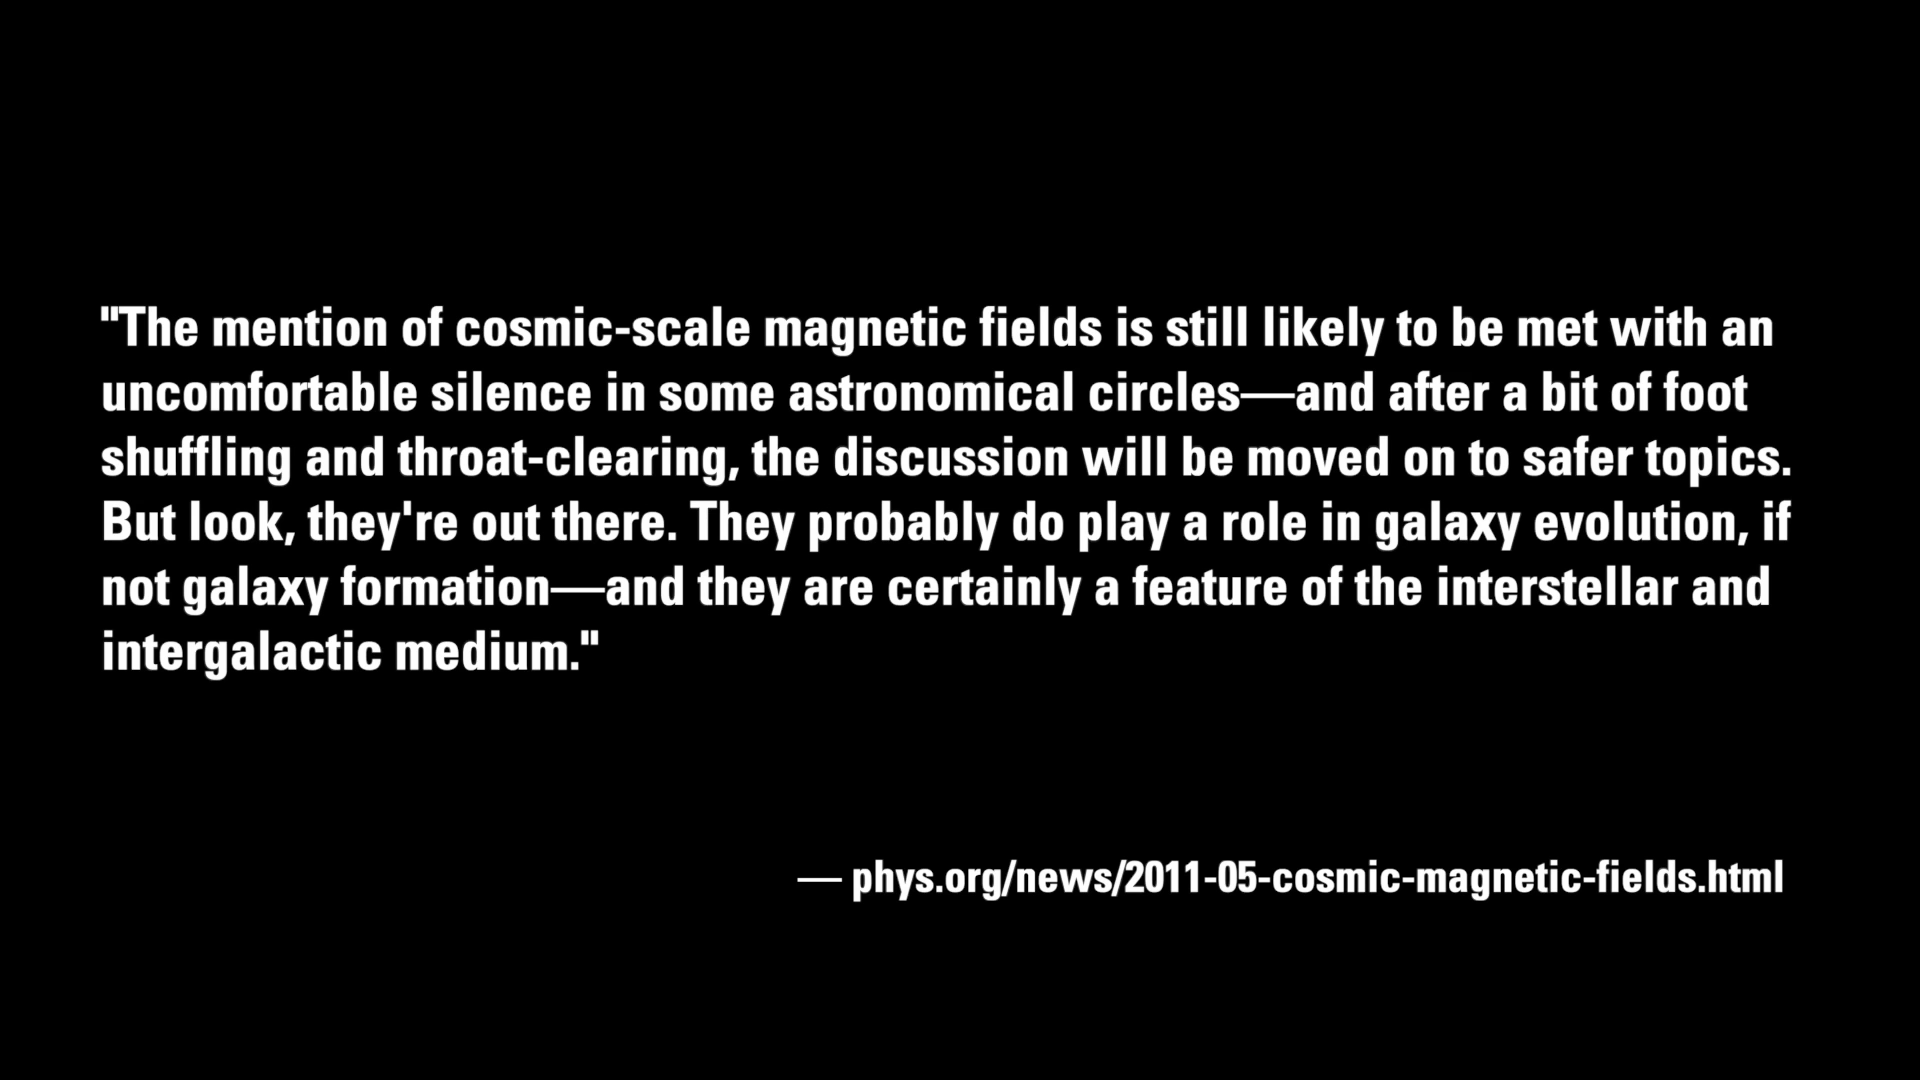 "The mention of cosmic-scale magnetic fields is still likely to be met with an
uncomfortable silence in some astronomical circles—and after a bit of foot
shuffling and throat-clearing, the discussion will be moved on to safer topics.
But look, they're out there. They probably do play a role in galaxy evolution, if
not galaxy formation—and they are certainly a feature of the interstellar and
intergalactic medium."
— phys.org/news/2011-05-cosmic-magnetic-fields.html